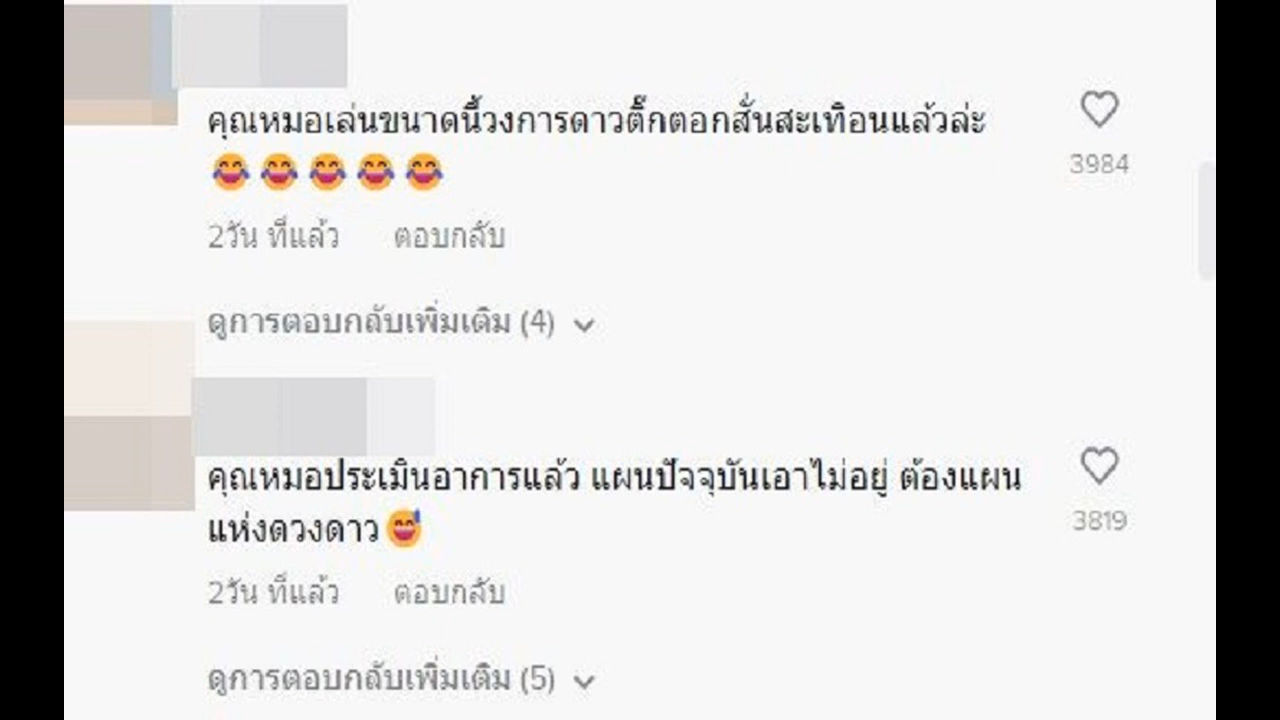 คุณหมอเล่นขนาดนี้วงการดาวติ๊กตอกสั่นสะเทือนแล้วล่ะ
😂😂😂😂😂
3984
2วัน ที่แล้ว ตอบกลับ
ดูการตอบกลับเพิ่มเติม (4)
คุณหมอประเมินอาการแล้ว แผนปัจจุบันเอาไม่อยู่ ต้องแผน
แห่งดวงดาว😅
3819
2วัน ที่แล้ว ตอบกลับ
ดูการตอบกลับเพิ่มเติม (5)